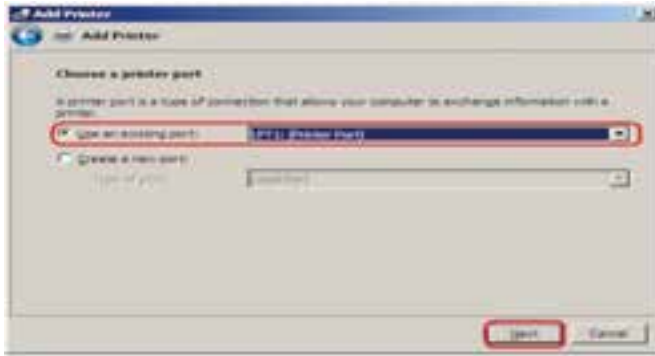 Add Printer
Add Printer
Choose a printer port
A printer port is a type of connection that allows your computer to exchange information with a
printer.
Use an existing port:
LPT1: (Printer Port)
Create a new port:
Type of port:
Local Port
Next
Cancel